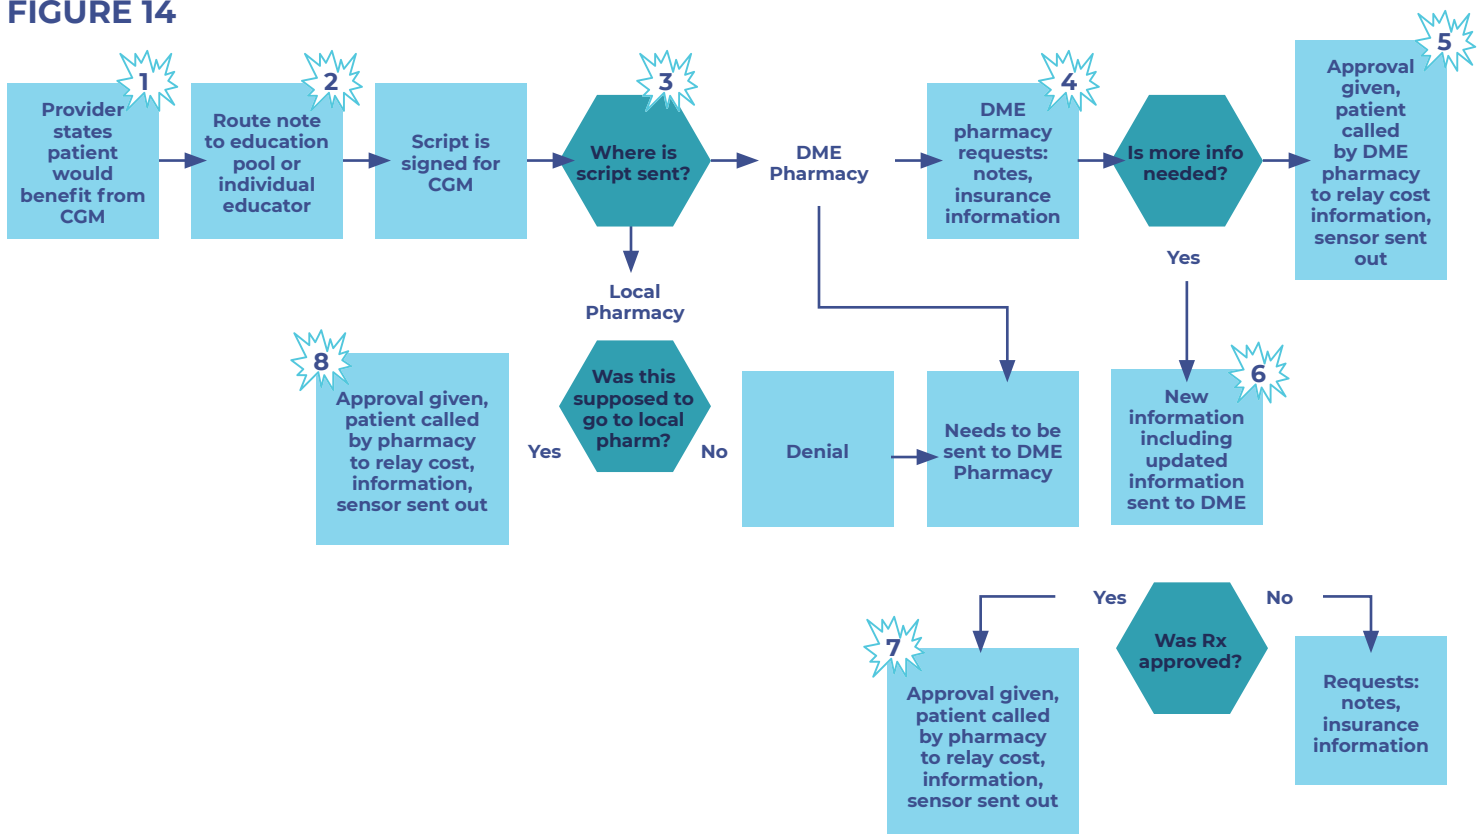 FIGURE 14
1
Provider
states
patient
would
benefit from
CGM
2
Route note
to education
pool or
individual
educator
Script is
signed for
CGM
3
Where is
script sent?
DME
Pharmacy
4
DME
pharmacy
requests:
notes,
insurance
information
Is more info
needed?
5
Approval
given,
patient
called
by DME
pharmacy
to relay cost
information,
sensor sent
out
Yes
Local
Pharmacy
8
Approval given,
patient called
by pharmacy
to relay cost,
information,
sensor sent out
Yes
Was this
supposed to
go to local
pharm?
No
Denial
Needs to be
sent to DME
Pharmacy
6
New
information
including
updated
information
sent to DME
Yes
Was Rx
approved?
No
7
Approval given,
patient called
by pharmacy
to relay cost,
information,
sensor sent out
Requests:
notes,
insurance
information